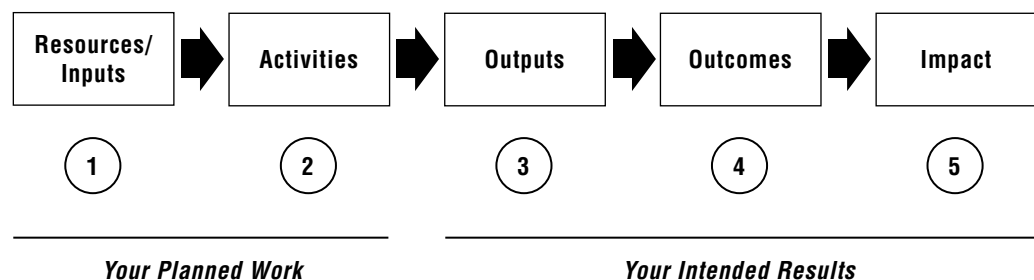 Resources/
Inputs
Activities
Outputs
Outcomes
Impact
1
2
3
4
5
Your Planned Work
Your Intended Results